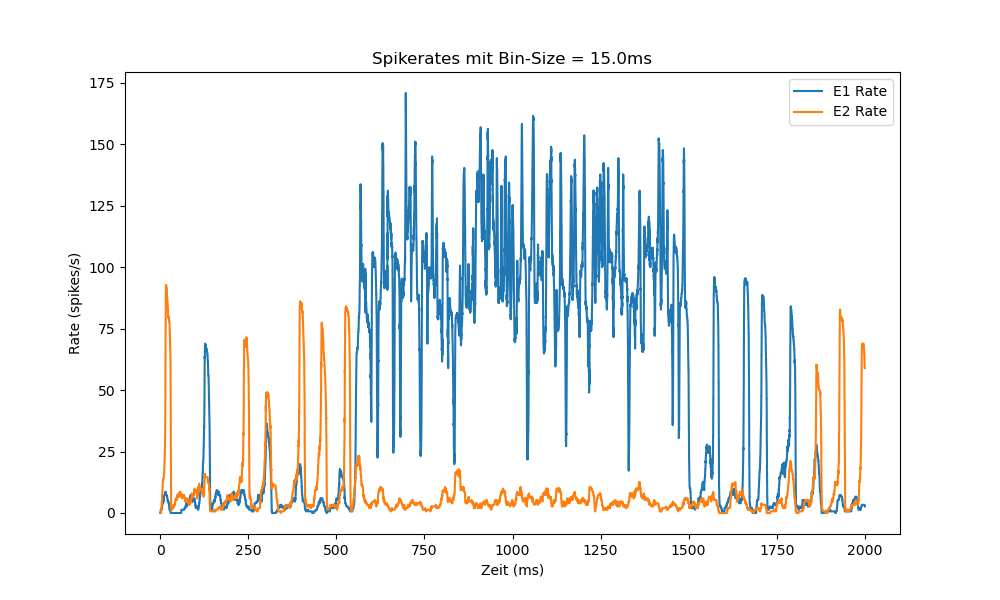 Spikerates mit Bin-Size = 15.0ms
E1 Rate
E2 Rate
Rate (spikes/s)
175
150
125
100
75
50
25
0
0 250 500 750 1000 1250 1500 1750 2000
Zeit (ms)